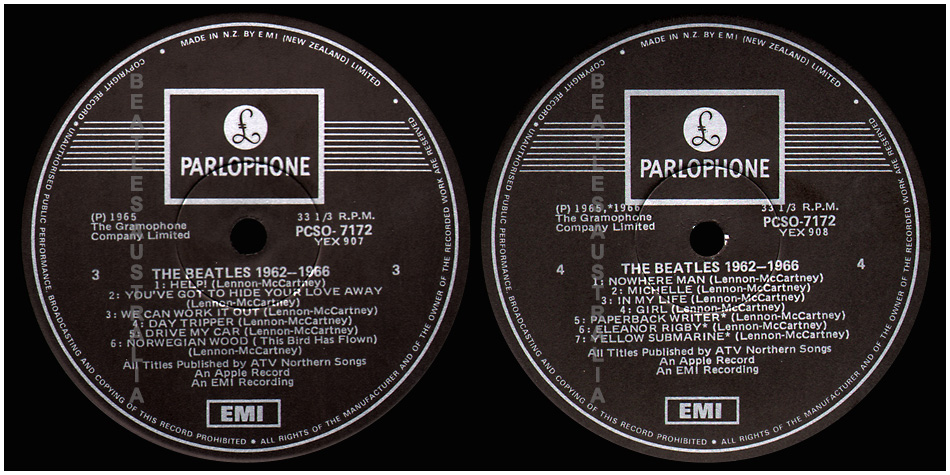 MADE IN N.Z. BY EMI (NEW ZEALAND) LIMITED
COPYRIGHT RECORD • UNAUTHORISED PUBLIC PERFORMANCE, BROADCASTING AND COPYING OF THIS RECORD PROHIBITED • ALL RIGHTS OF THE MANUFACTURER AND OF THE OWNER OF THE RECORDED WORK ARE RESERVED •
£
PARLOPHONE
(P) 1965
The Gramophone
Company Limited
33 1/3 R.P.M.
PCSO- 7172
YEX 907
3
3
THE BEATLES 1962—1966
1: HELP! (Lennon-McCartney)
2: YOU'VE GOT TO HIDE YOUR LOVE AWAY
(Lennon-McCartney)
3: WE CAN WORK IT OUT (Lennon-McCartney)
4: DAY TRIPPER (Lennon-McCartney)
5: DRIVE MY CAR (Lennon-McCartney)
6: NORWEGIAN WOOD ( This Bird Has Flown)
(Lennon-McCartney)
All Titles Published by ATV Northern Songs
An Apple Record
An EMI Recording
EMI
BEATLES AUSTRALIA
MADE IN N.Z. BY EMI (NEW ZEALAND) LIMITED
COPYRIGHT RECORD • UNAUTHORISED PUBLIC PERFORMANCE, BROADCASTING AND COPYING OF THIS RECORD PROHIBITED • ALL RIGHTS OF THE MANUFACTURER AND OF THE OWNER OF THE RECORDED WORK ARE RESERVED •
£
PARLOPHONE
(P) 1965,*1966
The Gramophone
Company Limited
33 1/3 R.P.M.
PCSO-7172
YEX 908
4
4
THE BEATLES 1962—1966
1: NOWHERE MAN (Lennon-McCartney)
2: MICHELLE (Lennon-McCartney)
3: IN MY LIFE (Lennon-McCartney)
4: GIRL (Lennon-McCartney)
5: PAPERBACK WRITER* (Lennon-McCartney)
6: ELEANOR RIGBY* (Lennon-McCartney)
7: YELLOW SUBMARINE* (Lennon-McCartney)
All Titles Published by ATV Northern Songs
An Apple Record
An EMI Recording
EMI
BEATLES AUSTRALIA